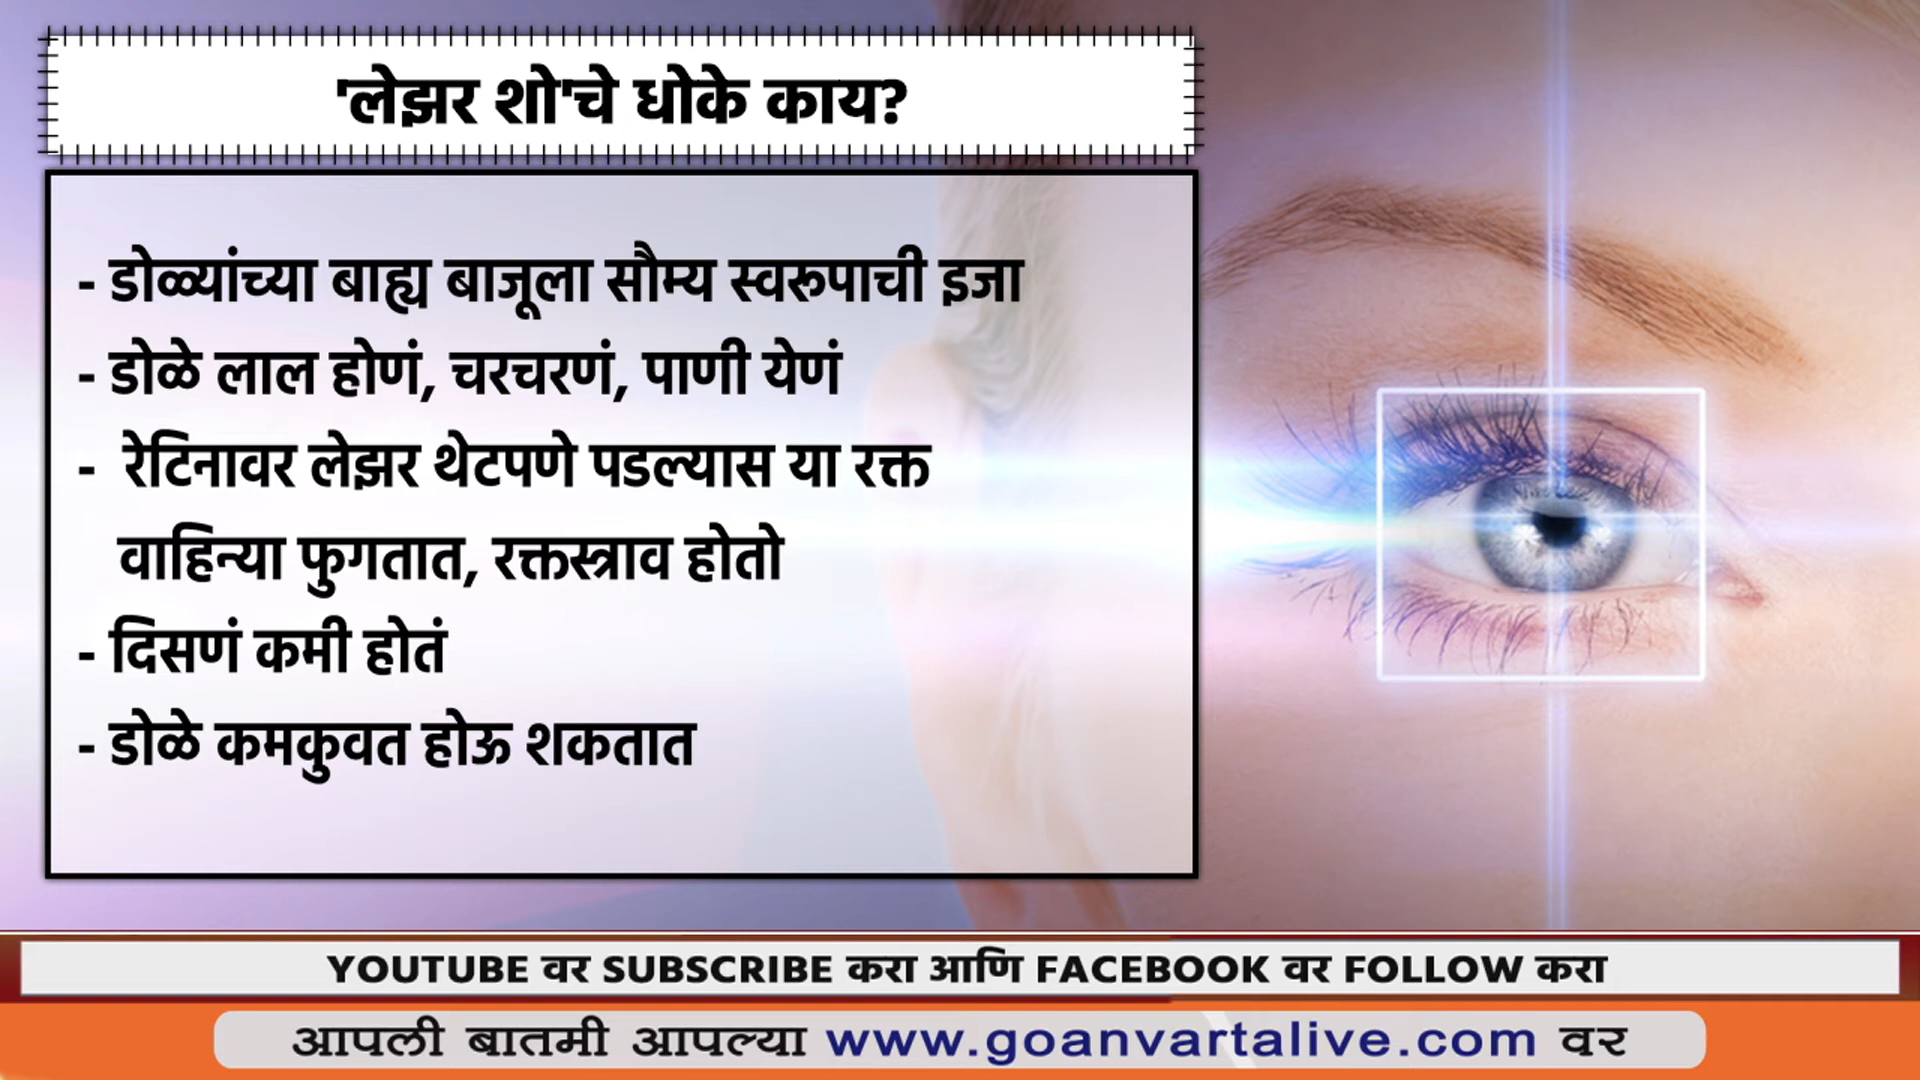 'लेझर शो'चे धोके काय?
- डोळ्यांच्या बाह्य बाजूला सौम्य स्वरूपाची इजा
- डोळे लाल होणं, चरचरणं, पाणी येणं
- रेटिनावर लेझर थेटपणे पडल्यास या रक्त
वाहिन्या फुगतात, रक्तस्त्राव होतो
- दिसणं कमी होतं
- डोळे कमकुवत होऊ शकतात
YOUTUBE वर SUBSCRIBE करा आणि FACEBOOK वर FOLLOW करा
आपली बातमी आपल्या www.goanvartalive.com वर